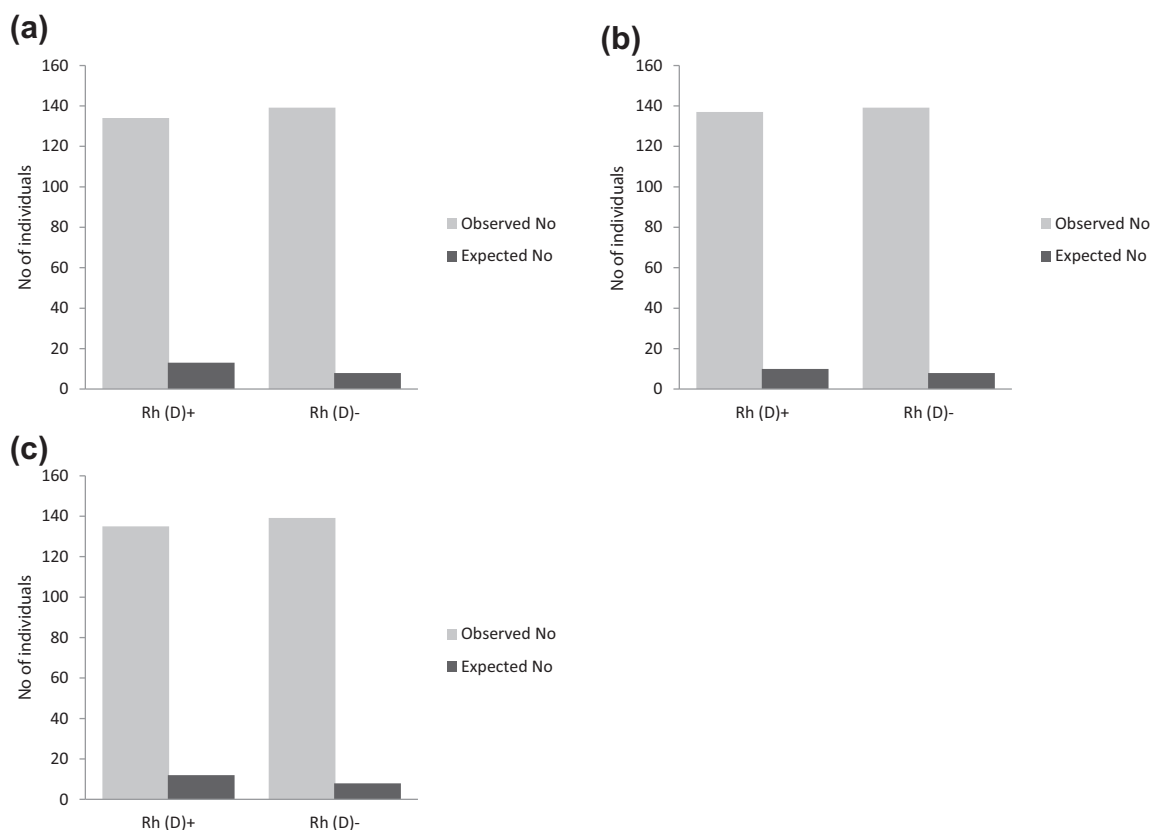 (a)
160
140
120
100
80
60
40
20
0
No of individuals
Rh (D)+ Rh (D)-
Observed No
Expected No
(b)
160
140
120
100
80
60
40
20
0
No of individuals
Rh (D)+ Rh (D)-
Observed No
Expected No
(c)
160
140
120
100
80
60
40
20
0
No of individuals
Rh (D)+ Rh (D)-
Observed No
Expected No